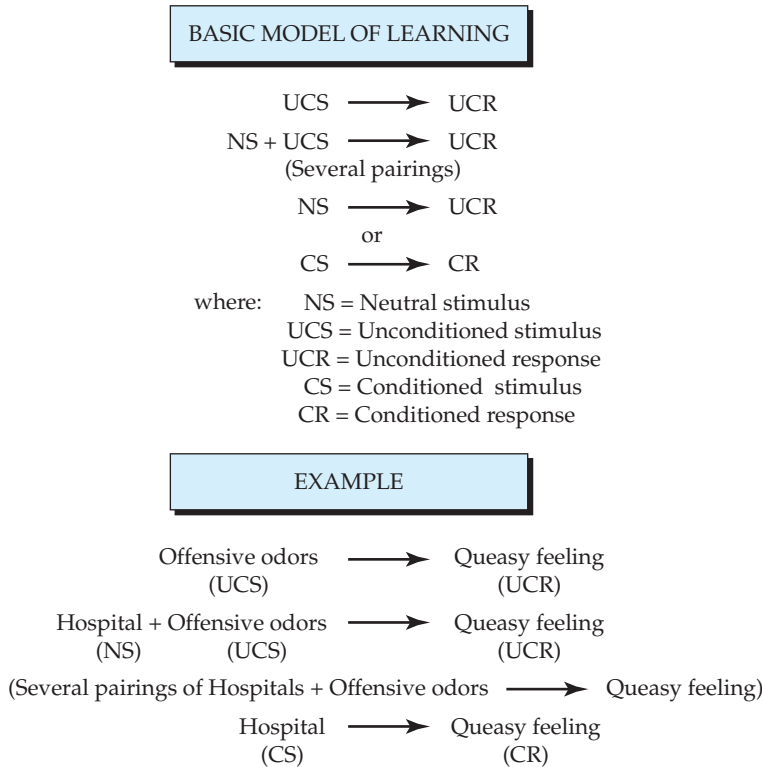 BASIC MODEL OF LEARNING
UCS → UCR
NS + UCS → UCR
(Several pairings)
NS → UCR
or
CS → CR
where: NS = Neutral stimulus
UCS = Unconditioned stimulus
UCR = Unconditioned response
CS = Conditioned stimulus
CR = Conditioned response
EXAMPLE
Offensive odors → Queasy feeling
(UCS) (UCR)
Hospital + Offensive odors → Queasy feeling
(NS) (UCS) (UCR)
(Several pairings of Hospitals + Offensive odors → Queasy feeling)
Hospital → Queasy feeling
(CS) (CR)